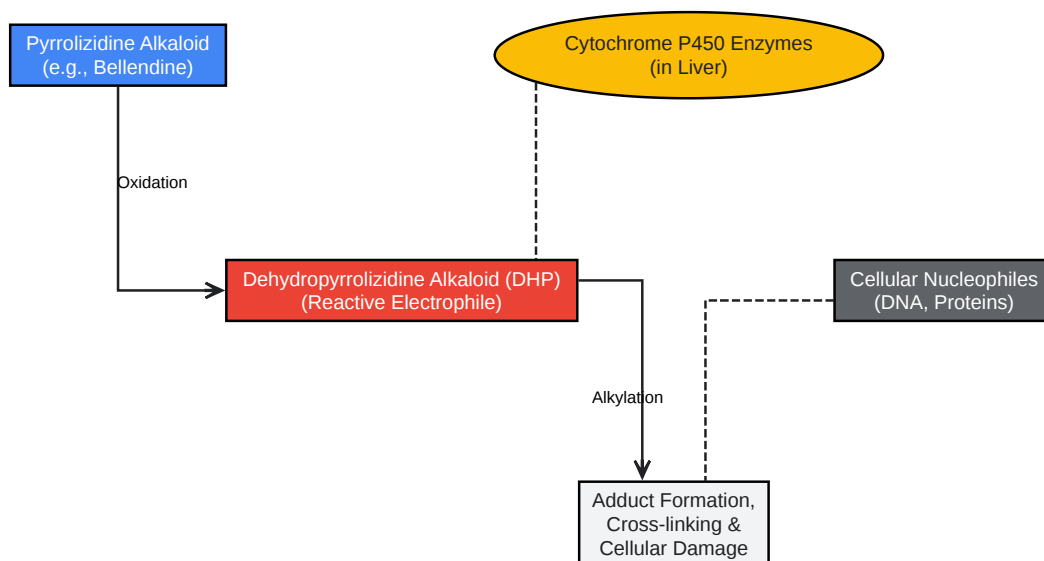 Pyrrolizidine Alkaloid
(e.g., Bellendine)
Cytochrome P450 Enzymes
(in Liver)
Oxidation
Dehydropyrrolizidine Alkaloid (DHP)
(Reactive Electrophile)
Cellular Nucleophiles
(DNA, Proteins)
Alkylation
Adduct Formation,
Cross-linking &
Cellular Damage